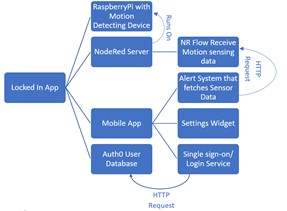 RaspberryPi with
Motion
Detecting Device
Runs On
NodeRed Server
NR Flow Receive
Motion sensing
data
HTTP
Request
Locked In App
Alert System that
fetches Sensor
Data
Mobile App
Settings Widget
Auth0 User
Database
Single sign-on/
Login Service
HTTP
Request